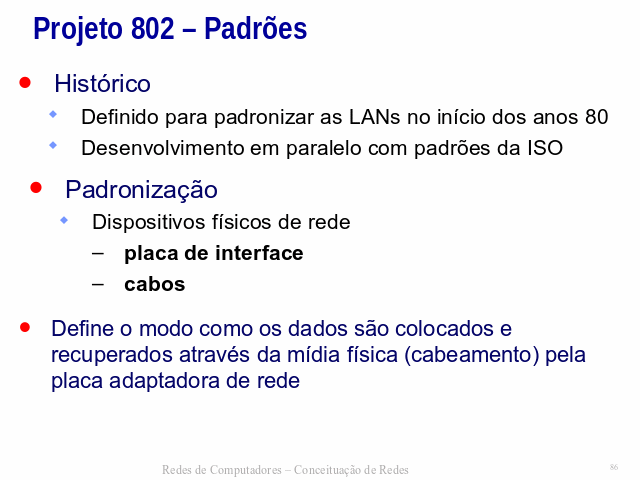 Projeto 802 – Padrões
Histórico
Definido para padronizar as LANs no início dos anos 80
Desenvolvimento em paralelo com padrões da ISO
Padronização
Dispositivos físicos de rede
– placa de interface
– cabos
Define o modo como os dados são colocados e
recuperados através da mídia física (cabeamento) pela
placa adaptadora de rede
Redes de Computadores – Conceituação de Redes
86